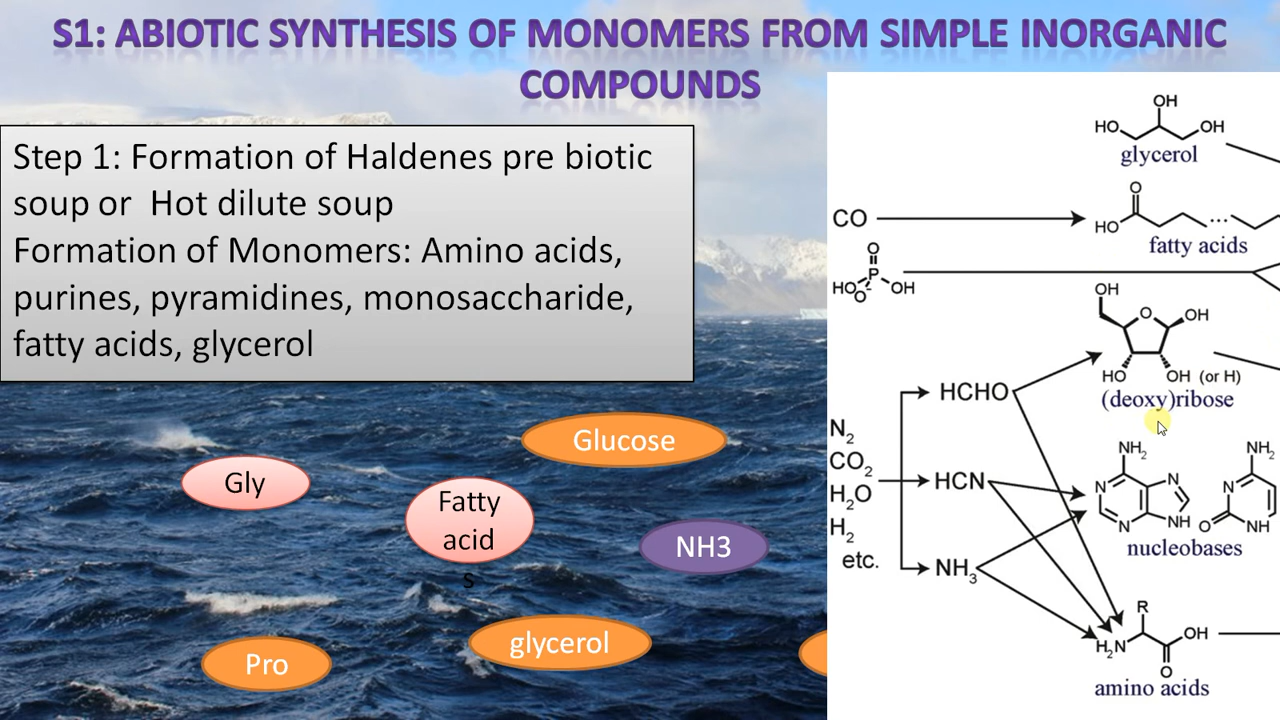 S1: ABIOTIC SYNTHESIS OF MONOMERS FROM SIMPLE INORGANIC
COMPOUNDS
Step 1: Formation of Haldenes pre biotic
soup or Hot dilute soup
Formation of Monomers: Amino acids,
purines, pyramidines, monosaccharide,
fatty acids, glycerol
Glucose
Gly
Fatty
acid
s
NH3
glycerol
Pro
OH
HO
OH
glycerol
CO
O
HO
fatty acids
O
HO
P
OH
O-
OH
O
OH
HO
OH (or H)
(deoxy)ribose
N2
CO2
H2O
H2
etc.
HCHO
HCN
NH3
NH2
N
N
N
NH
NH2
N
O
NH
nucleobases
R
H2N
OH
O
amino acids